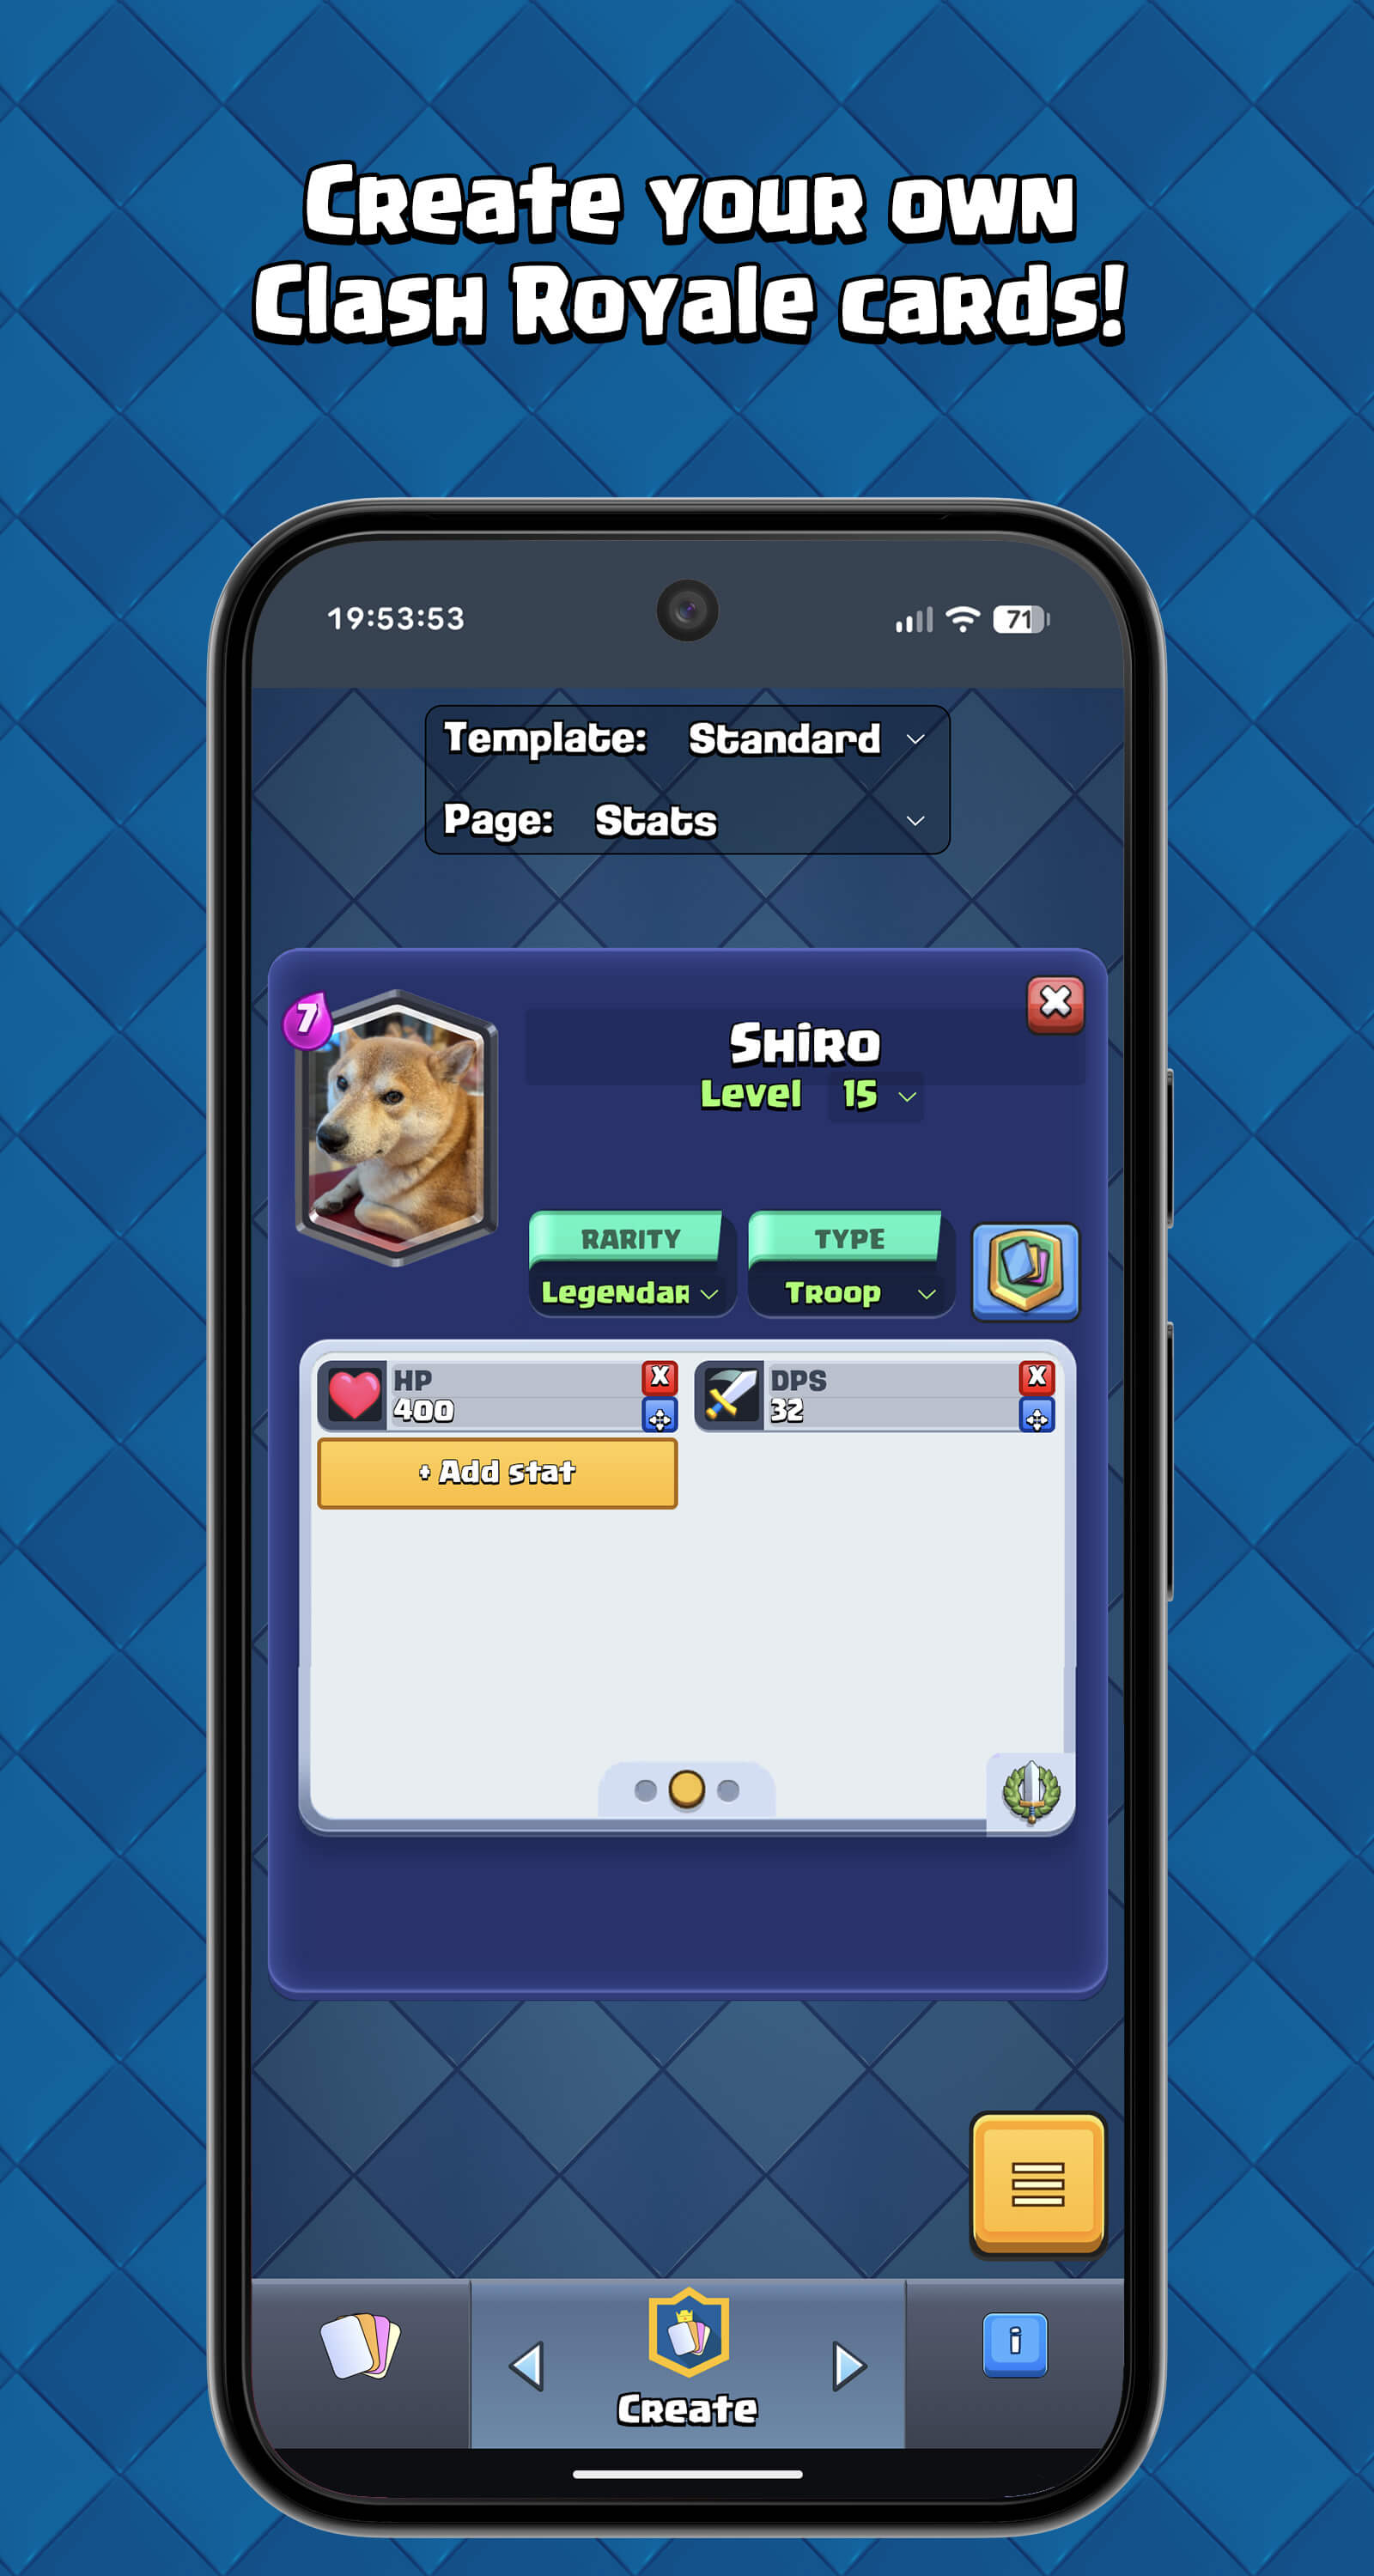 Create your own
Clash Royale cards!
19:53:53
71
Template: Standard
Page: Stats
7
Shiro
Level 15
RARITY
TYPE
Legendar
Troop
HP
400
DPS
32
+ Add stat
Create